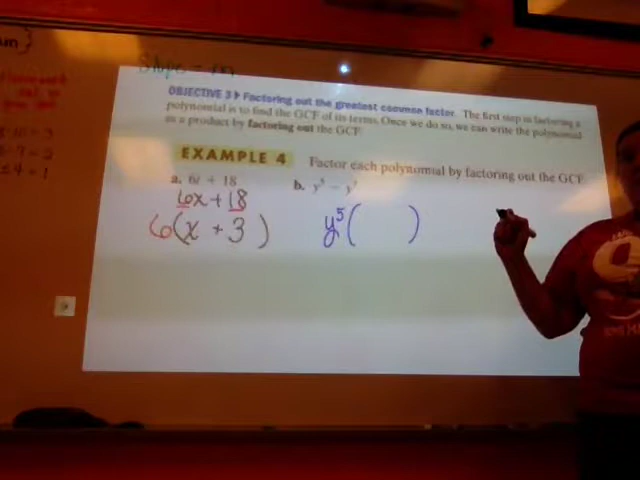 Slope = m
OBJECTIVE 3 ▸ Factoring out the greatest common factor. The first step in factoring a
polynomial is to find the GCF of its terms. Once we do so, we can write the polynomial
as a product by factoring out the GCF.
EXAMPLE 4 Factor each polynomial by factoring out the GCF.
a. 6t + 18 b.
6x + 18
6(x + 3) y⁵( )